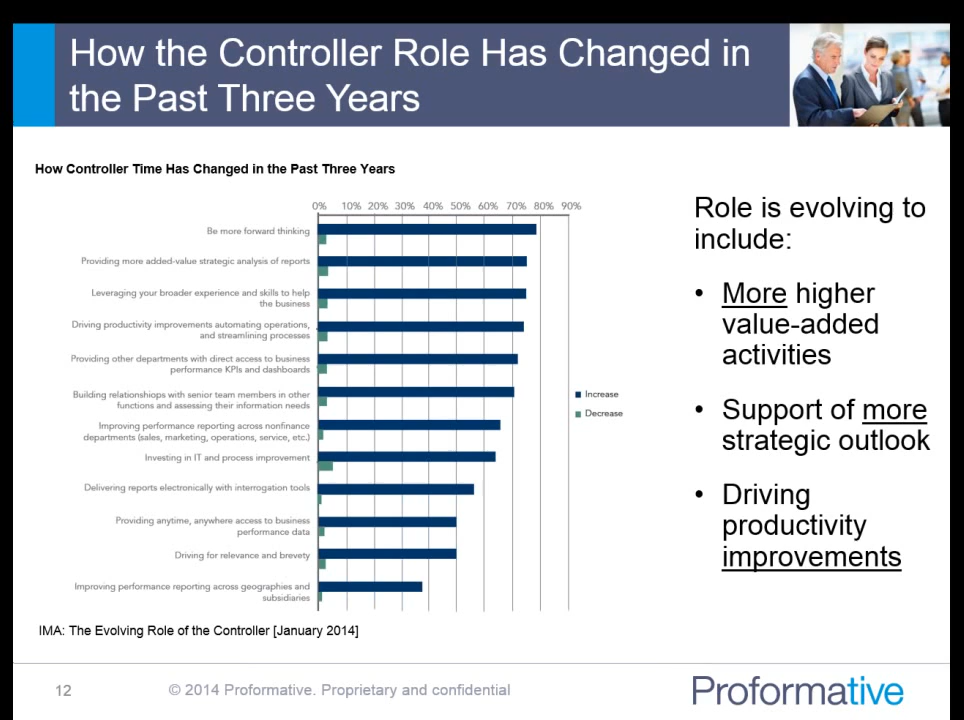 How the Controller Role Has Changed in
the Past Three Years
How Controller Time Has Changed in the Past Three Years
0% 10% 20% 30% 40% 50% 60% 70% 80% 90%
Be more forward thinking
Providing more added-value strategic analysis of reports
Leveraging your broader experience and skills to help
the business
Driving productivity improvements automating operations,
and streamlining processes
Providing other departments with direct access to business
performance KPIs and dashboards
Building relationshiops with senior team members in other
functions and assessing their information needs
Improving performance reporting across nonfinance
departments (sales, marketing, operations, service, etc.)
Investing in IT and process improvement
Delivering reports electronically with interrogation tools
Providing anytime, anywhere access to business
performance data
Driving for relevance and brevety
Improving performance reporting across geographies and
subsidiaries
Increase
Decrease
IMA: The Evolving Role of the Controller [January 2014]
Role is evolving to
include:
• More higher
value-added
activities
• Support of more
strategic outlook
• Driving
productivity
improvements
12
© 2014 Proformative. Proprietary and confidential
Proformative